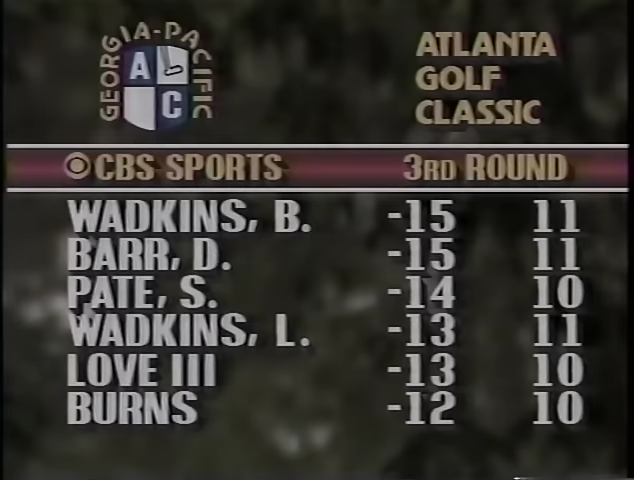 GEORGIA-PACIFIC
A
C
ATLANTA
GOLF
CLASSIC
CBS SPORTS 3RD ROUND
WADKINS, B. -15 11
BARR, D. -15 11
PATE, S. -14 10
WADKINS, L. -13 11
LOVE III -13 10
BURNS -12 10